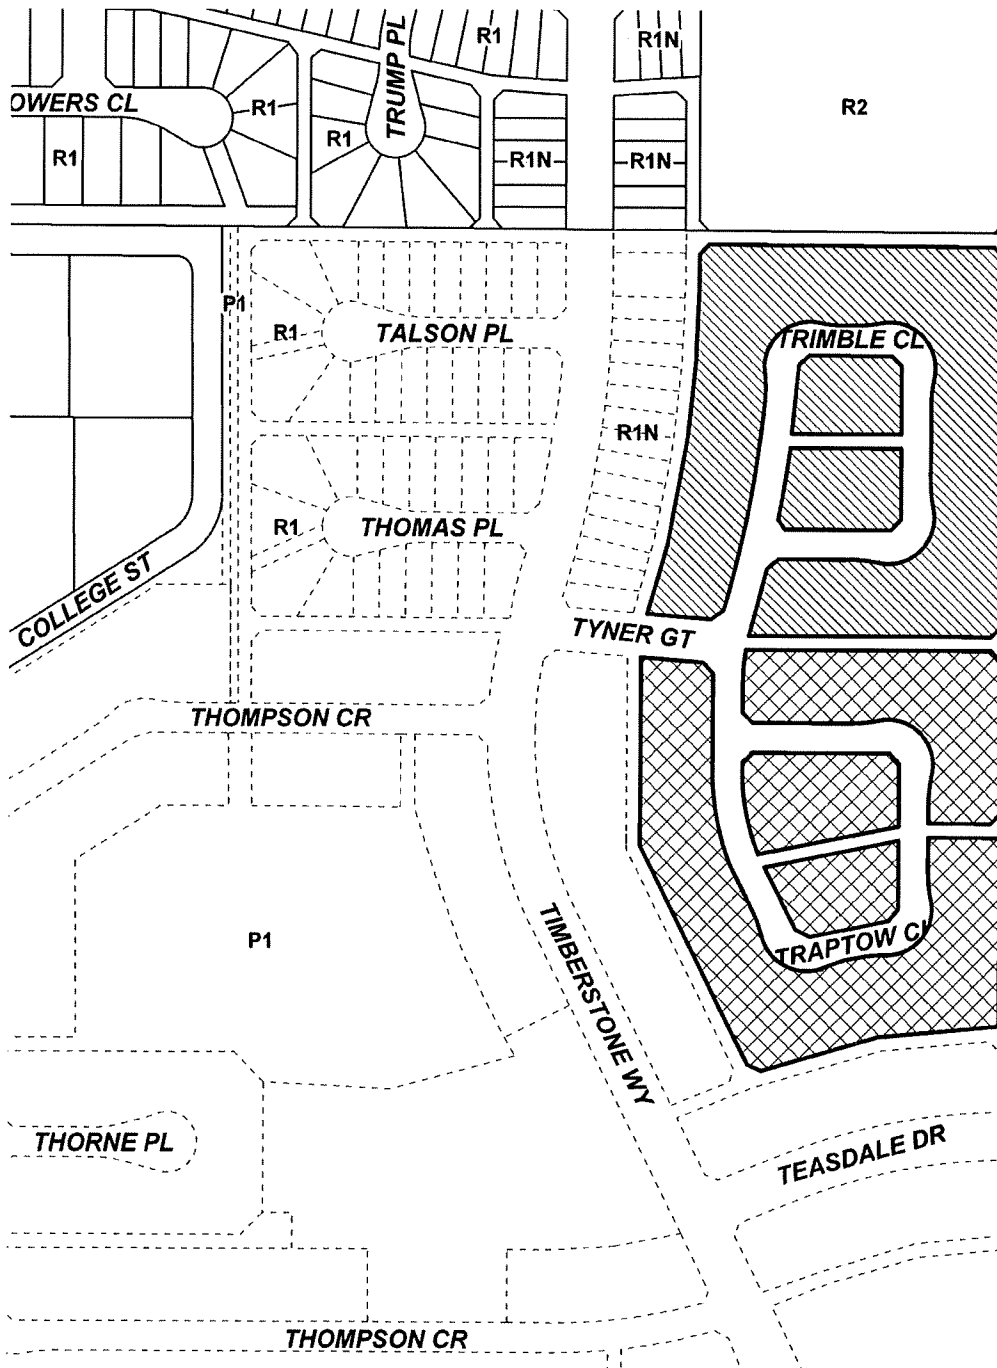 TRUMP PL
R1
R1N
OWERS CL
R1
R1
R1
R1N
R1N
R2
P1
R1
TALSON PL
TRIMBLE CL
R1N
R1
THOMAS PL
COLLEGE ST
TYNER GT
THOMPSON CR
P1
TIMBERSTONE WY
TRAPTOW CL
THORNE PL
TEASDALE DR
THOMPSON CR